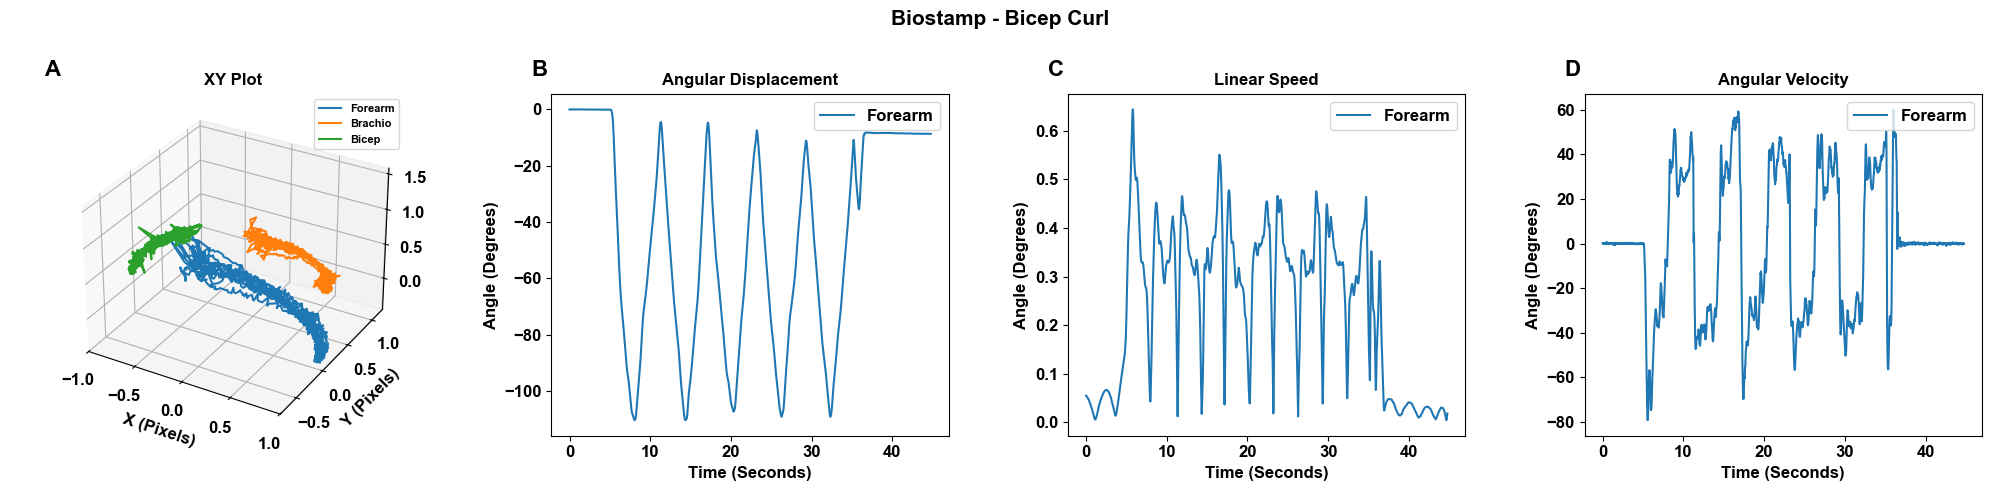 Biostamp - Bicep Curl
A
XY Plot
Forearm
Brachio
Bicep
1.5
1.0
0.5
0.0
1.0
0.5
0.0
−0.5
Y (Pixels)
−1.0
−0.5
0.0
0.5
1.0
X (Pixels)
B
Angular Displacement
Forearm
Angle (Degrees)
0
−20
−40
−60
−80
−100
0 10 20 30 40
Time (Seconds)
C
Linear Speed
Forearm
Angle (Degrees)
0.6
0.5
0.4
0.3
0.2
0.1
0.0
0 10 20 30 40
Time (Seconds)
D
Angular Velocity
Forearm
Angle (Degrees)
60
40
20
0
−20
−40
−60
−80
0 20 40
Time (Seconds)